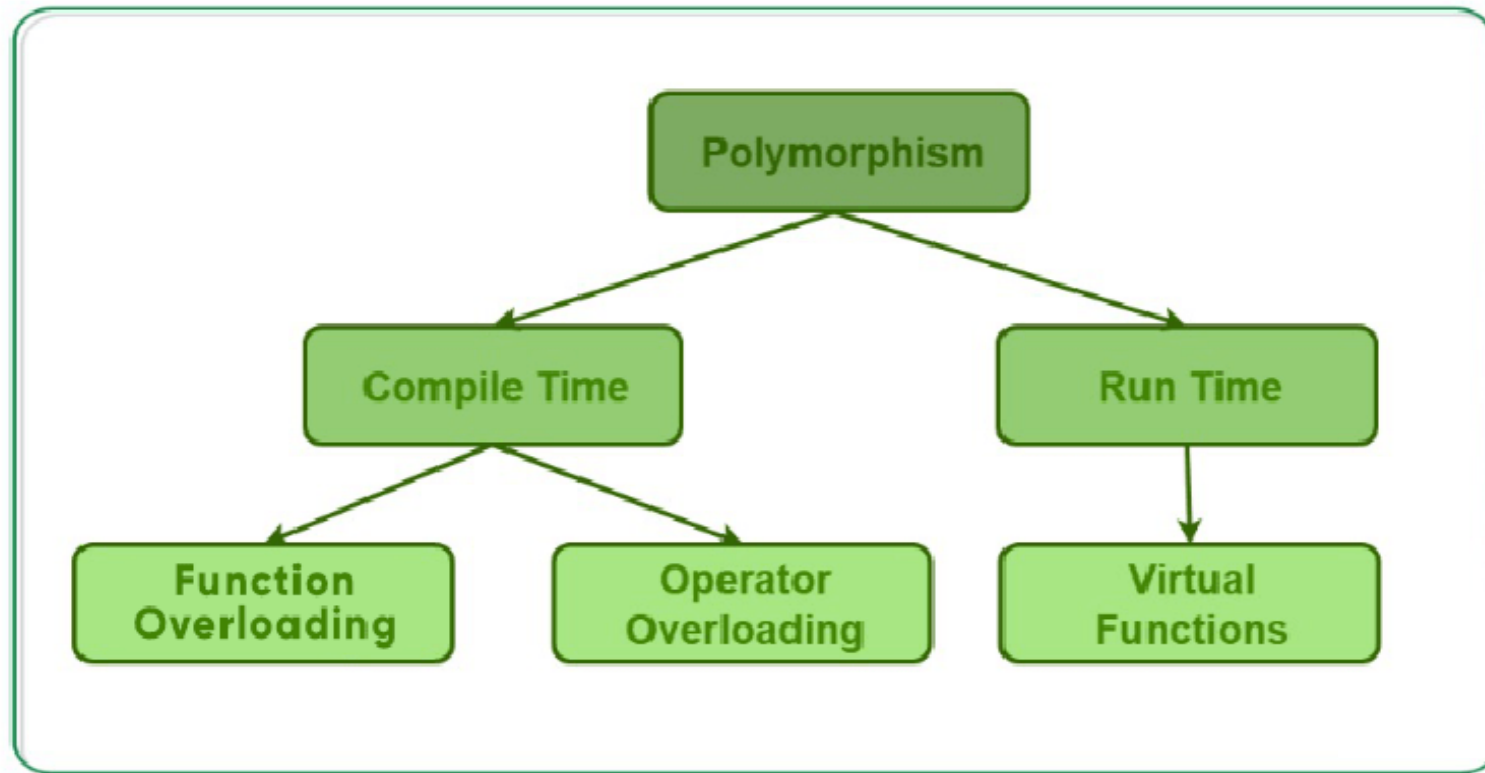 Polymorphism
Compile Time
Run Time
Function
Overloading
Operator
Overloading
Virtual
Functions